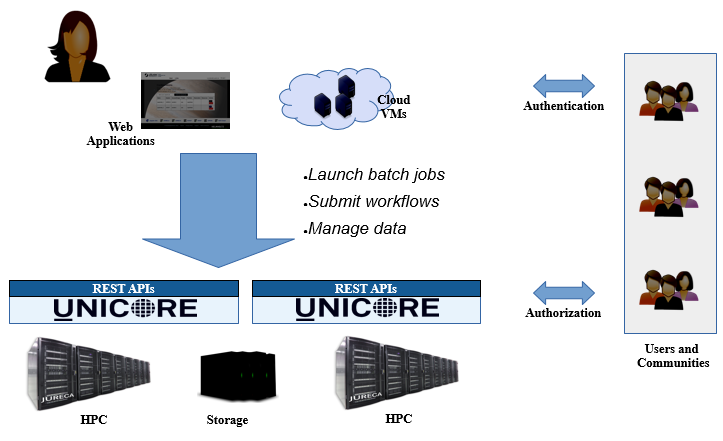 Web
Applications
Cloud
VMs
Authentication
•Launch batch jobs
•Submit workflows
•Manage data
REST APIs
REST APIs
UNICORE
UNICORE
Authorization
JURECA
JURECA
Users and
Communities
HPC
Storage
HPC